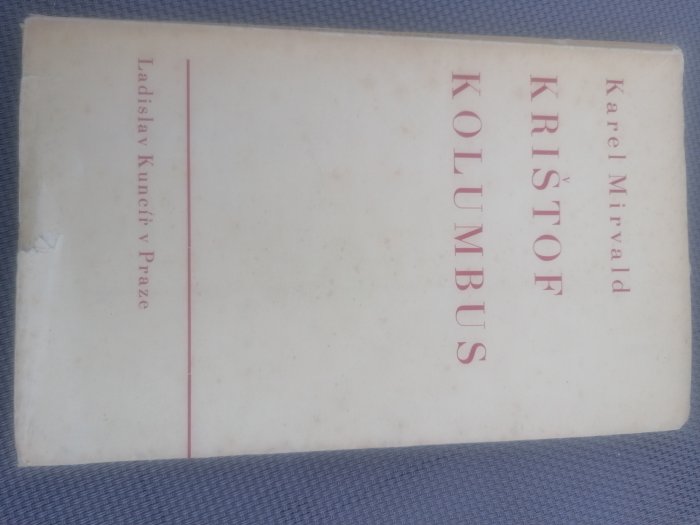 Karel Mirvald
KRIŠTOF
KOLUMBUS
Ladislav Kuncíř v Praze